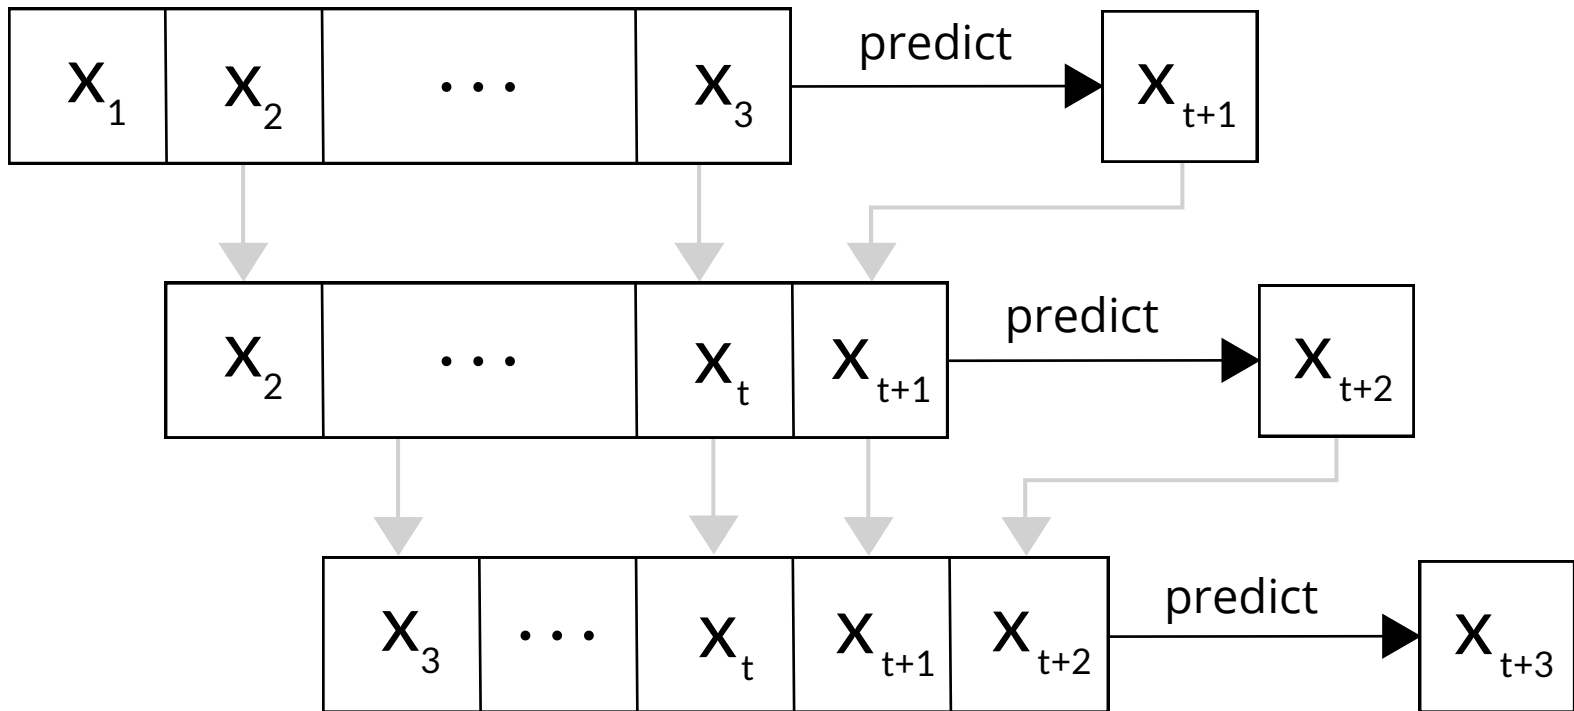 x1 x2 ... x3 predict xt+1
x2 ... xt xt+1 predict xt+2
x3 ... xt xt+1 xt+2 predict xt+3